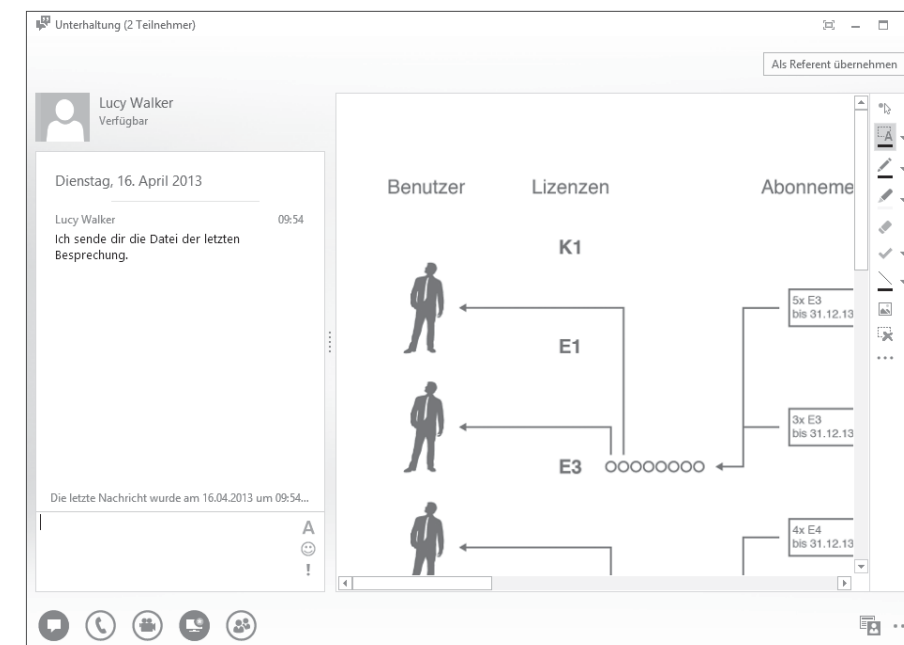 Unterhaltung (2 Teilnehmer)
Als Referent übernehmen
Lucy Walker
Verfügbar
Dienstag, 16. April 2013
Lucy Walker 09:54
Ich sende dir die Datei der letzten
Besprechung.
Die letzte Nachricht wurde am 16.04.2013 um 09:54...
A
!
Benutzer Lizenzen Abonneme
K1
5x E3
bis 31.12.13
E1
3x E3
bis 31.12.13
E3 OOOOOOOO
4x E4
bis 31.12.13
A